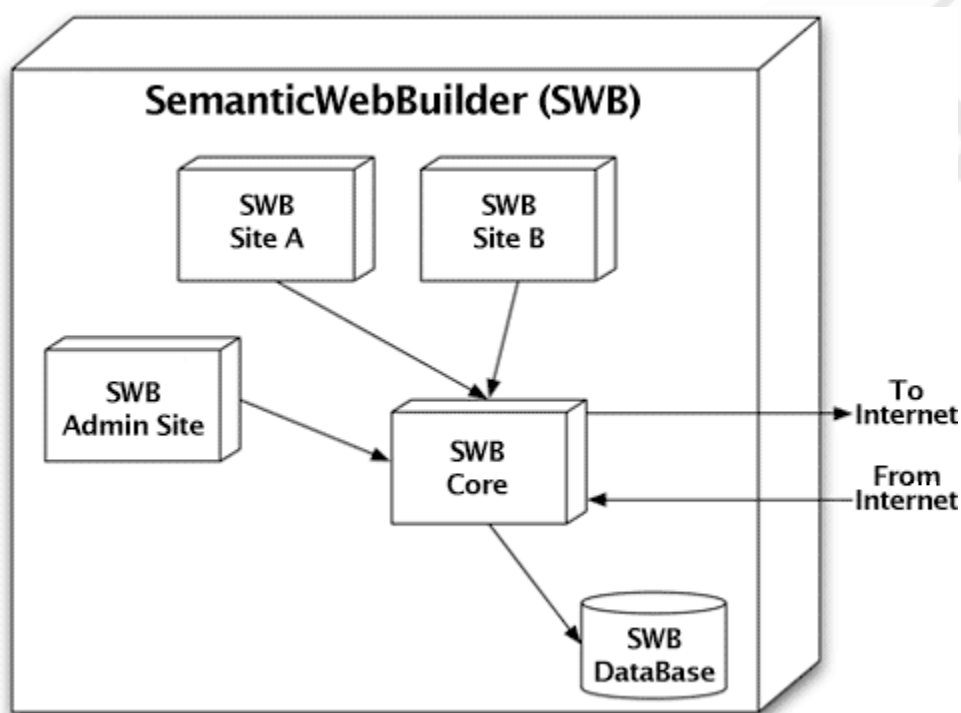 SemanticWebBuilder (SWB)
SWB
Site A
SWB
Site B
SWB
Admin Site
SWB
Core
To
Internet
From
Internet
SWB
DataBase